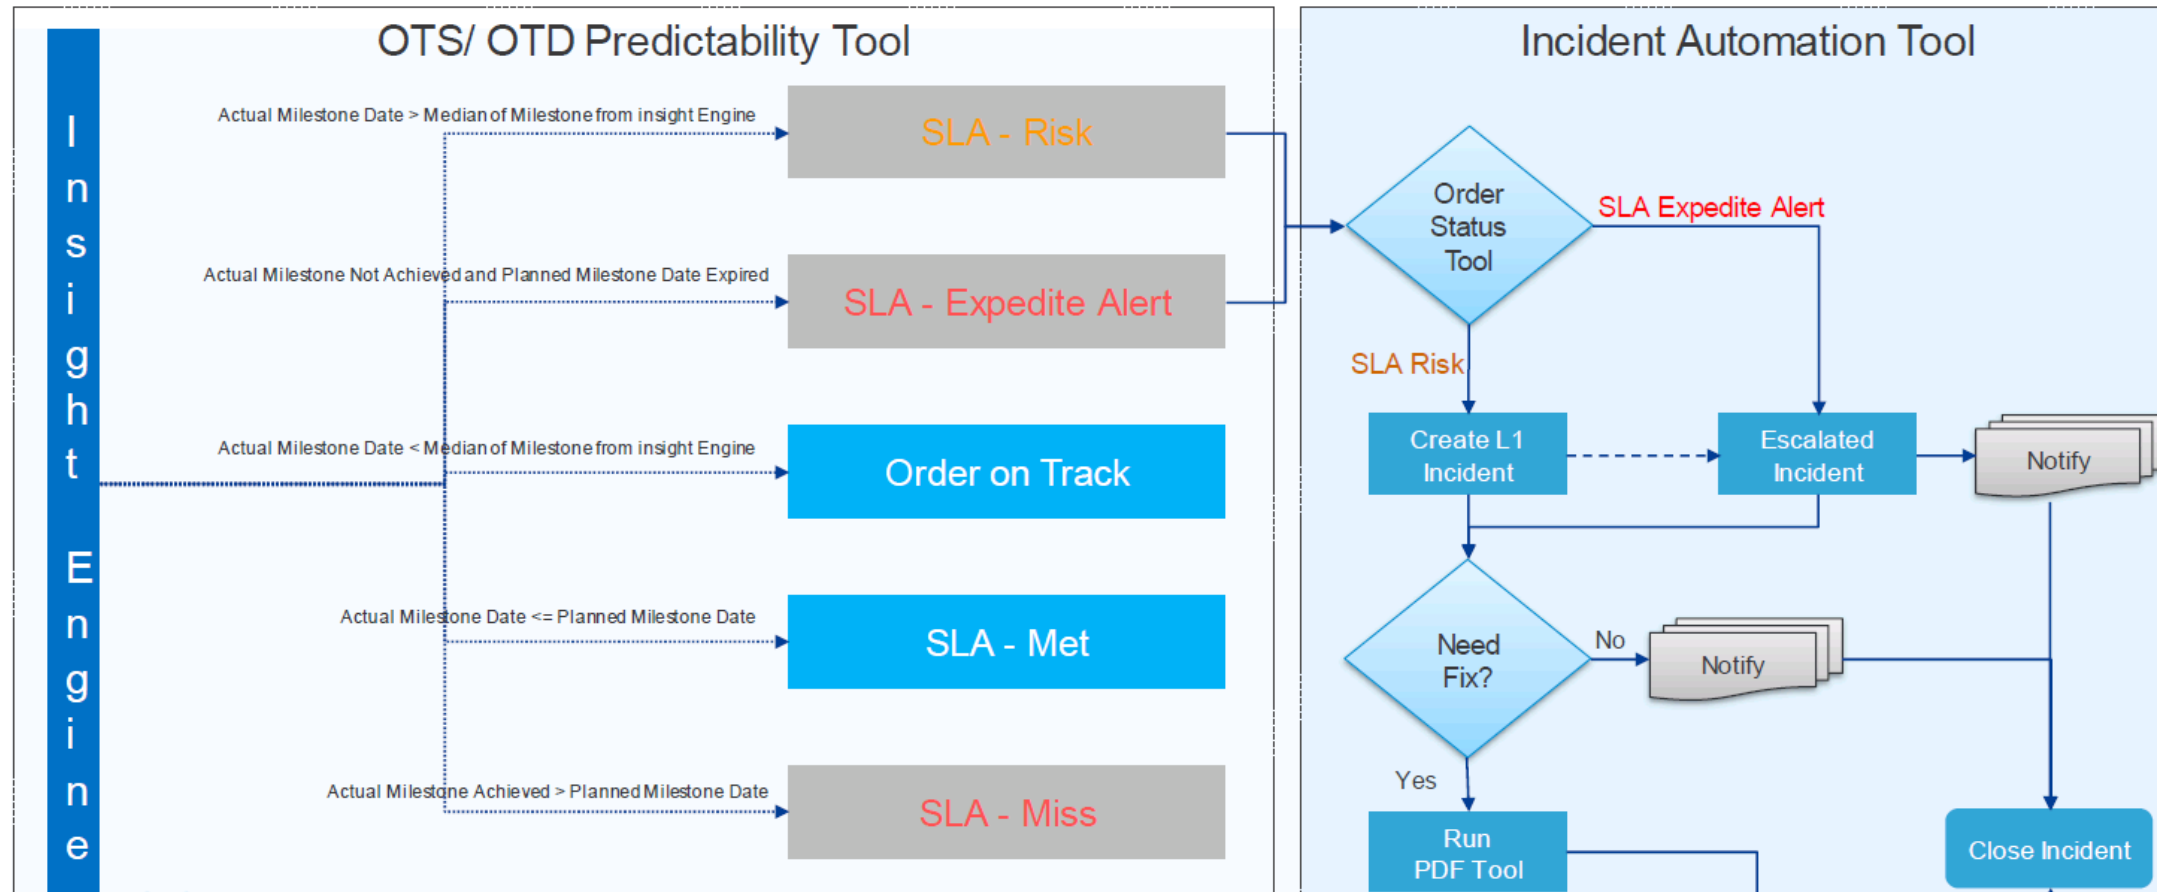 OTS/ OTD Predictability Tool
Insight Engine
Actual Milestone Date > Median of Milestone from insight Engine
SLA - Risk
Actual Milestone Not Achieved and Planned Milestone Date Expired
SLA - Expedite Alert
Actual Milestone Date < Median of Milestone from insight Engine
Order on Track
Actual Milestone Date <= Planned Milestone Date
SLA - Met
Actual Milestone Achieved > Planned Milestone Date
SLA - Miss
Incident Automation Tool
Order
Status
Tool
SLA Expedite Alert
SLA Risk
Create L1
Incident
Escalated
Incident
Notify
Need
Fix?
No
Notify
Yes
Run
PDF Tool
Close Incident